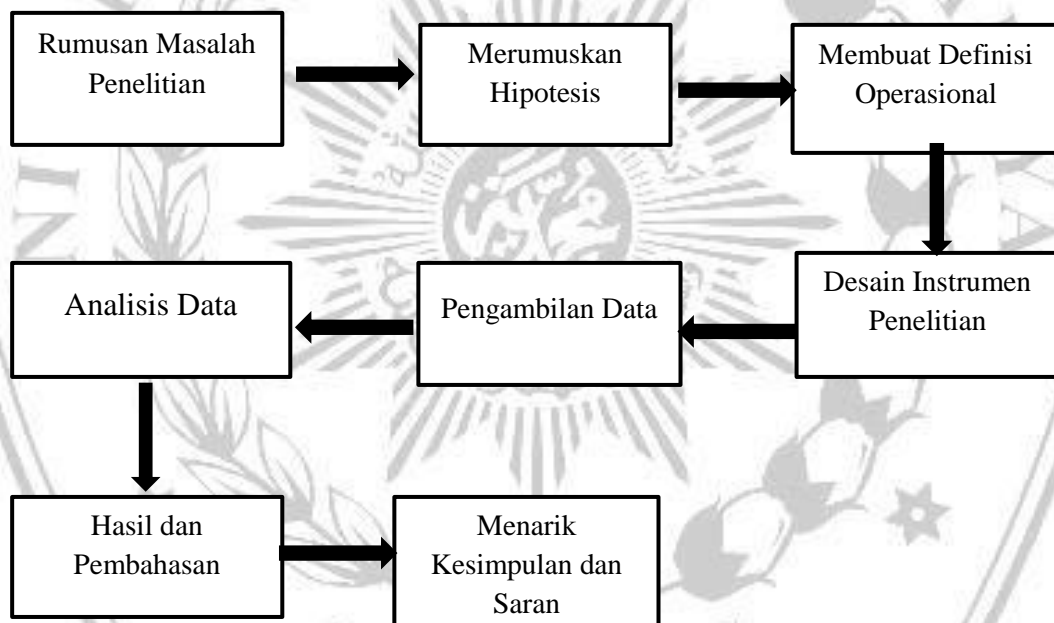 Rumusan Masalah
Penelitian
Merumuskan
Hipotesis
Membuat Definisi
Operasional
Desain Instrumen
Penelitian
Pengambilan Data
Analisis Data
Hasil dan
Pembahasan
Menarik
Kesimpulan dan
Saran